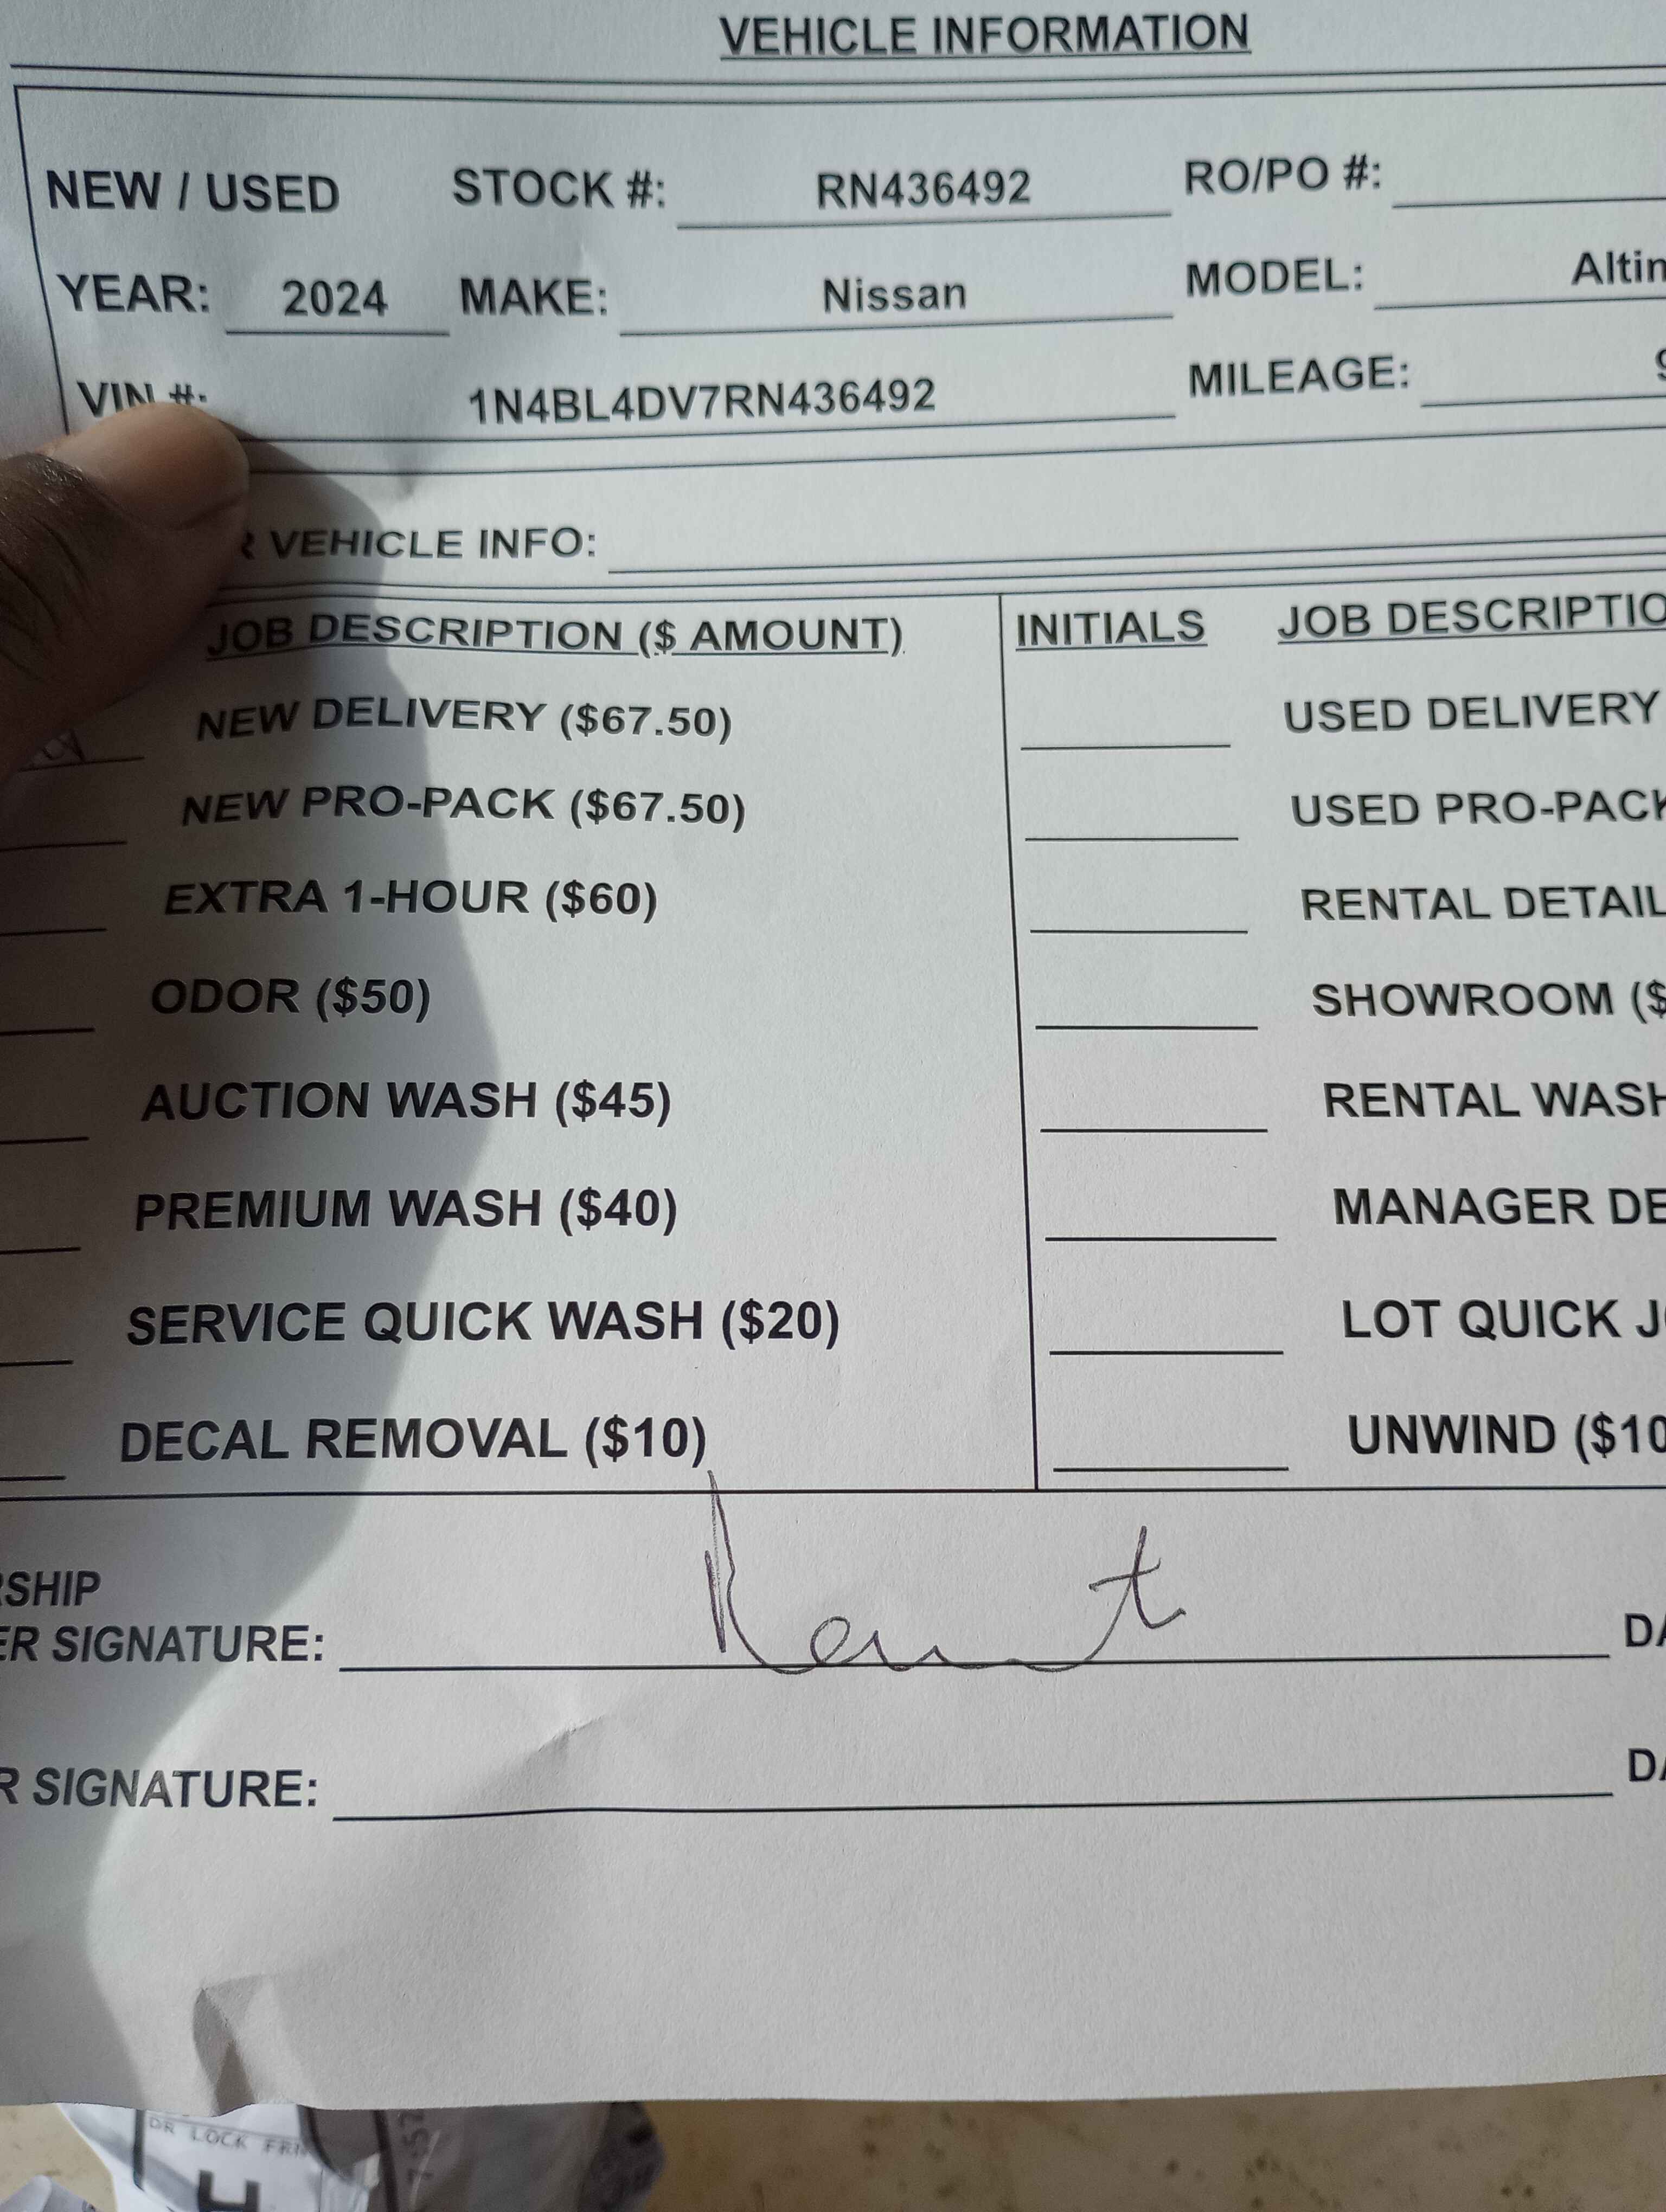 VEHICLE INFORMATION
NEW / USED STOCK #: RN436492 RO/PO #:
YEAR: 2024 MAKE: Nissan MODEL: Altim
VIN #: 1N4BL4DV7RN436492 MILEAGE: 9
VEHICLE INFO:
JOB DESCRIPTION ($ AMOUNT) INITIALS JOB DESCRIPTIO
NEW DELIVERY ($67.50) USED DELIVERY
NEW PRO-PACK ($67.50) USED PRO-PACK
EXTRA 1-HOUR ($60) RENTAL DETAIL
ODOR ($50) SHOWROOM ($
AUCTION WASH ($45) RENTAL WASH
PREMIUM WASH ($40) MANAGER DE
SERVICE QUICK WASH ($20) LOT QUICK JO
DECAL REMOVAL ($10) UNWIND ($10
RSHIP
ER SIGNATURE: DA
R SIGNATURE: DA
DR LOCK FRN